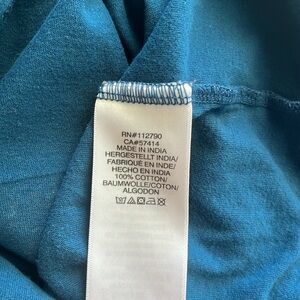 RN#112790
CA#57414
MADE IN INDIA
HERGESTELLT INDIA/
FABRIQUÉ EN INDE/
HECHO EN INDIA
100% COTTON/
BAUMWOLLE/COTON/
ALGODON